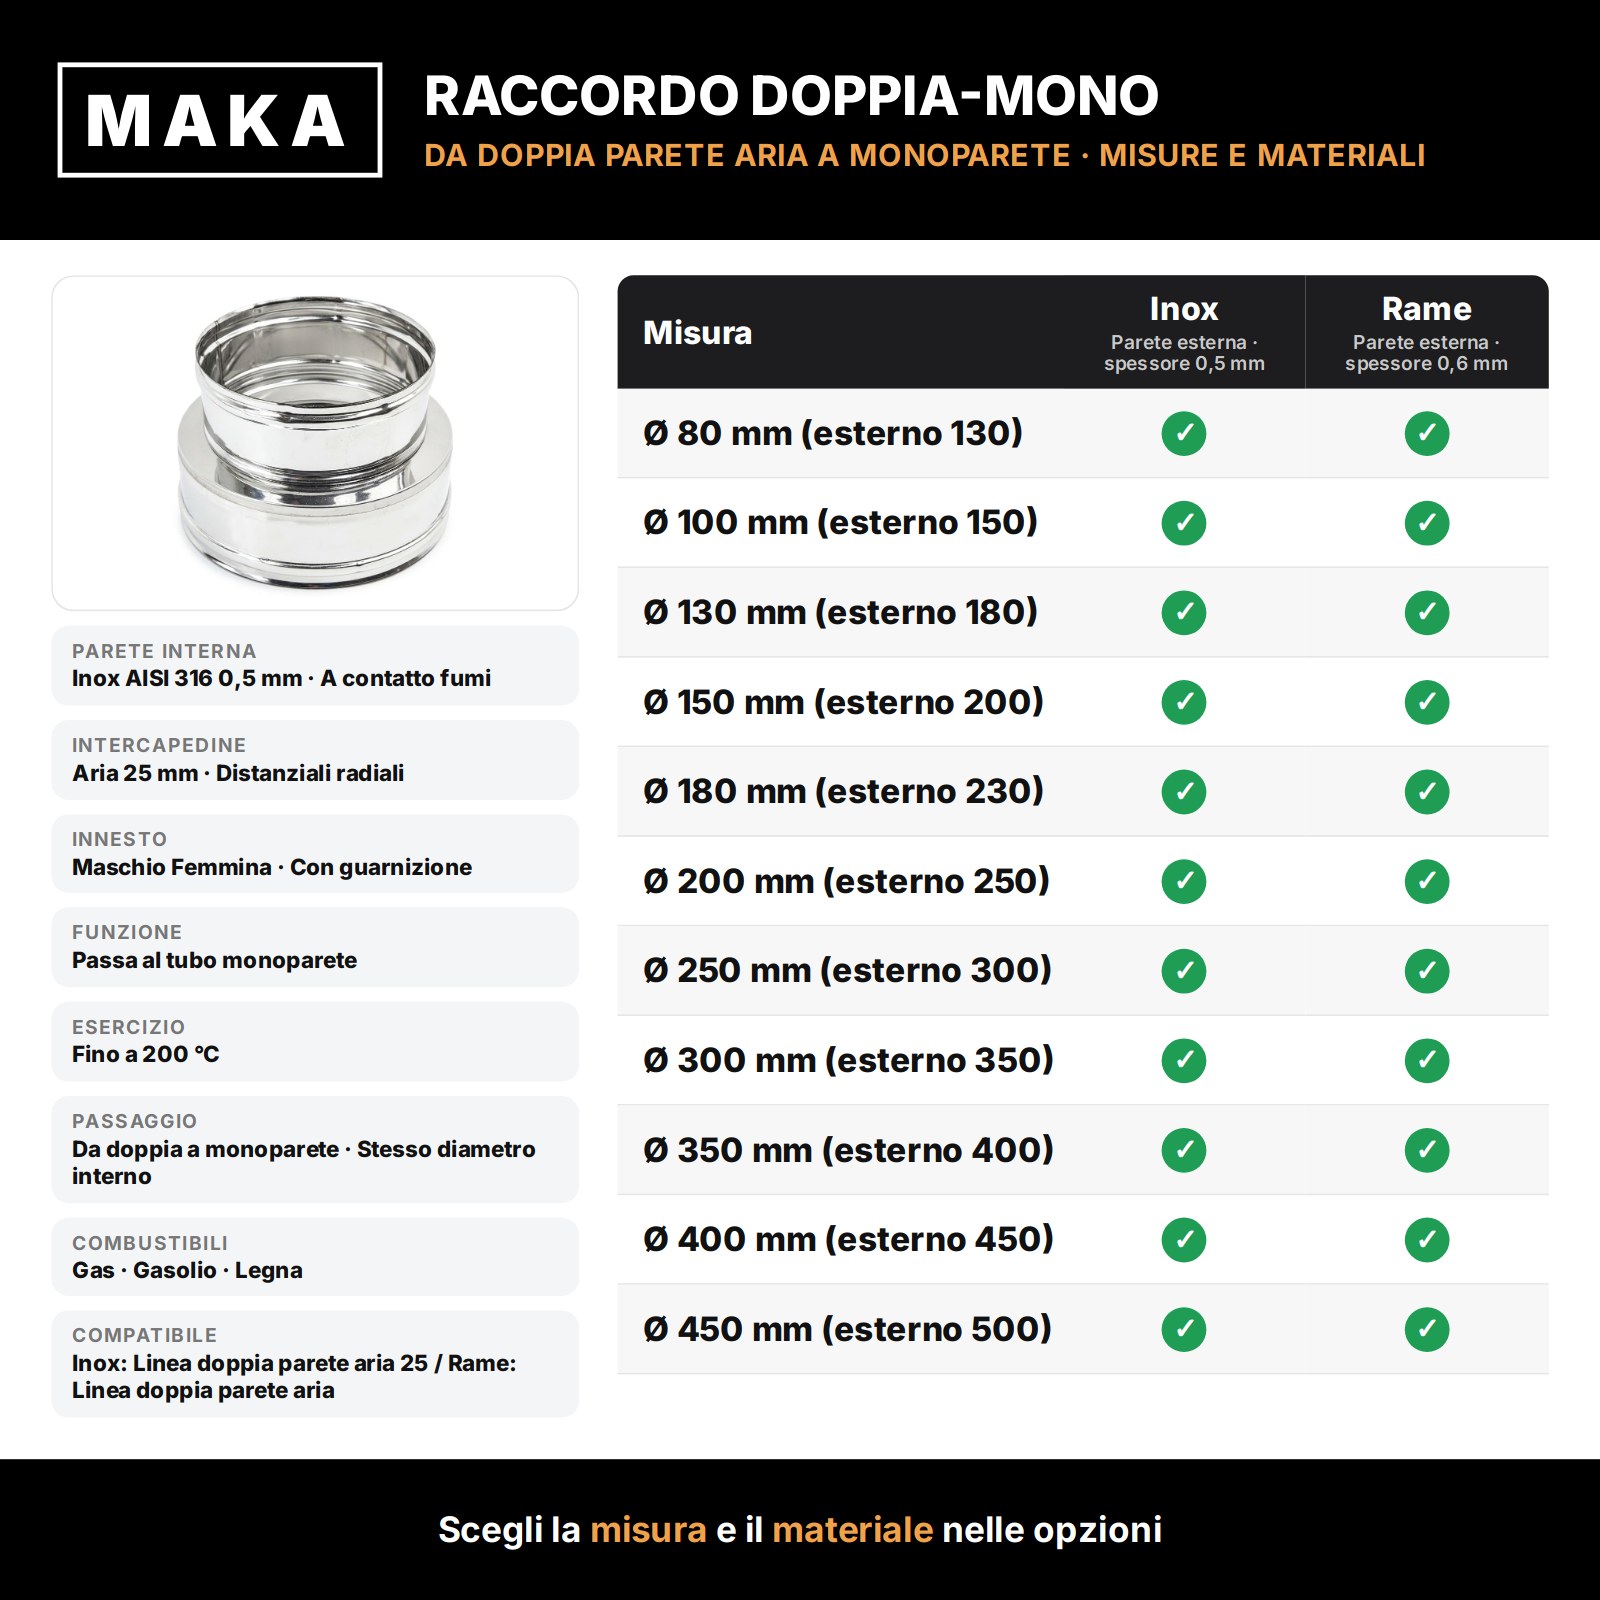 MAKA
RACCORDO DOPPIA-MONO
DA DOPPIA PARETE ARIA A MONOPARETE · MISURE E MATERIALI
PARETE INTERNA
Inox AISI 316 0,5 mm · A contatto fumi
INTERCAPEDINE
Aria 25 mm · Distanziali radiali
INNESTO
Maschio Femmina · Con guarnizione
FUNZIONE
Passa al tubo monoparete
ESERCIZIO
Fino a 200 °C
PASSAGGIO
Da doppia a monoparete · Stesso diametro
interno
COMBUSTIBILI
Gas · Gasolio · Legna
COMPATIBILE
Inox: Linea doppia parete aria 25 / Rame:
Linea doppia parete aria
Misura
Inox
Parete esterna ·
spessore 0,5 mm
Rame
Parete esterna ·
spessore 0,6 mm
Ø 80 mm (esterno 130) ✓ ✓
Ø 100 mm (esterno 150) ✓ ✓
Ø 130 mm (esterno 180) ✓ ✓
Ø 150 mm (esterno 200) ✓ ✓
Ø 180 mm (esterno 230) ✓ ✓
Ø 200 mm (esterno 250) ✓ ✓
Ø 250 mm (esterno 300) ✓ ✓
Ø 300 mm (esterno 350) ✓ ✓
Ø 350 mm (esterno 400) ✓ ✓
Ø 400 mm (esterno 450) ✓ ✓
Ø 450 mm (esterno 500) ✓ ✓
Scegli la misura e il materiale nelle opzioni